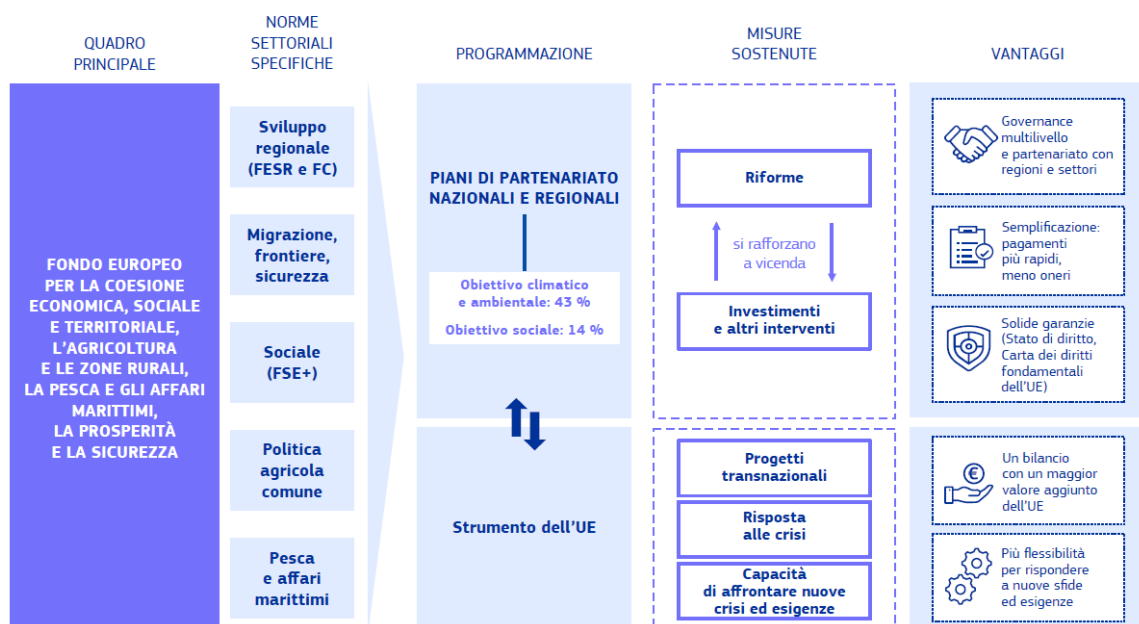 QUADRO
PRINCIPALE
NORME
SETTORIALI
SPECIFICHE
PROGRAMMAZIONE
MISURE
SOSTENUTE
VANTAGGI
FONDO EUROPEO
PER LA COESIONE
ECONOMICA, SOCIALE
E TERRITORIALE,
L'AGRICOLTURA
E LE ZONE RURALI,
LA PESCA E GLI AFFARI
MARITTIMI,
LA PROSPERITÀ
E LA SICUREZZA
Sviluppo
regionale
(FESR e FC)
Migrazione,
frontiere,
sicurezza
Sociale
(FSE+)
Politica
agricola
comune
Pesca
e affari
marittimi
PIANI DI PARTENARIATO
NAZIONALI E REGIONALI
Obiettivo climatico
e ambientale: 43 %
Obiettivo sociale: 14 %
Strumento dell'UE
Riforme
si rafforzano
a vicenda
Investimenti
e altri interventi
Progetti
transnazionali
Risposta
alle crisi
Capacità
di affrontare nuove
crisi ed esigenze
Governance
multilivello
e partenariato con
regioni e settori
Semplificazione:
pagamenti
più rapidi,
meno oneri
Solide garanzie
(Stato di diritto,
Carta dei diritti
fondamentali
dell'UE)
€
Un bilancio
con un maggior
valore aggiunto
dell'UE
Più flessibilità
per rispondere
a nuove sfide
ed esigenze